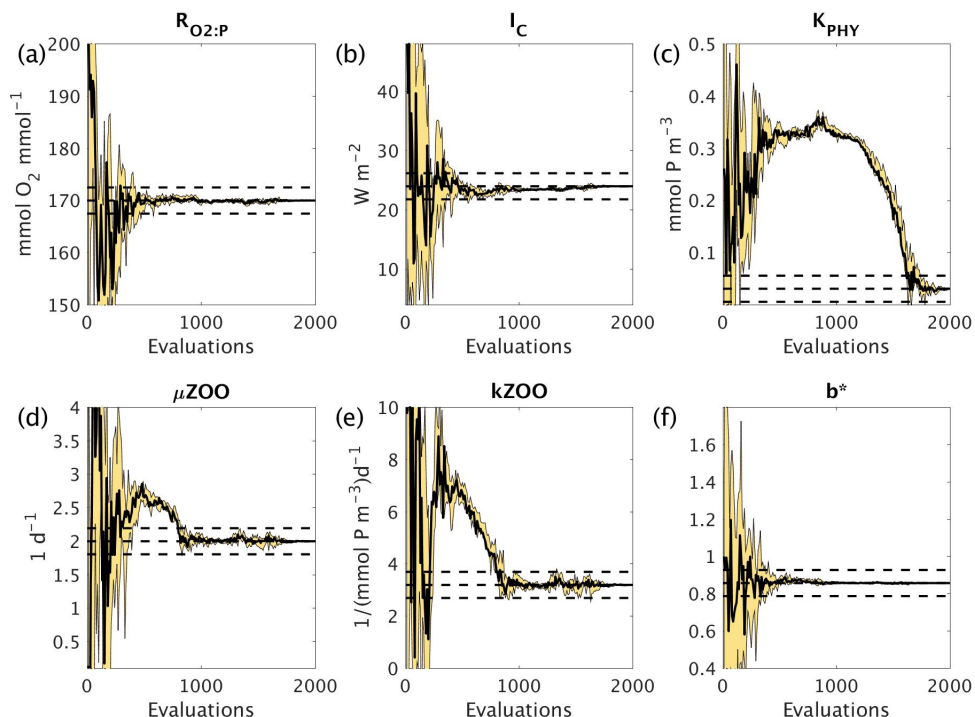 R_O2:P
(a)
mmol O₂ mmol⁻¹
200
190
180
170
160
150
0 1000 2000
Evaluations
I_C
(b)
W m⁻²
40
30
20
10
0 1000 2000
Evaluations
K_PHY
(c)
mmol P m⁻³
0.5
0.4
0.3
0.2
0.1
0 1000 2000
Evaluations
μZOO
(d)
1 d⁻¹
4
3.5
3
2.5
2
1.5
1
0.5
0 1000 2000
Evaluations
kZOO
(e)
1/(mmol P m⁻³)d⁻¹
10
8
6
4
2
0
0 1000 2000
Evaluations
b*
(f)
1.6
1.4
1.2
1
0.8
0.6
0.4
0 1000 2000
Evaluations